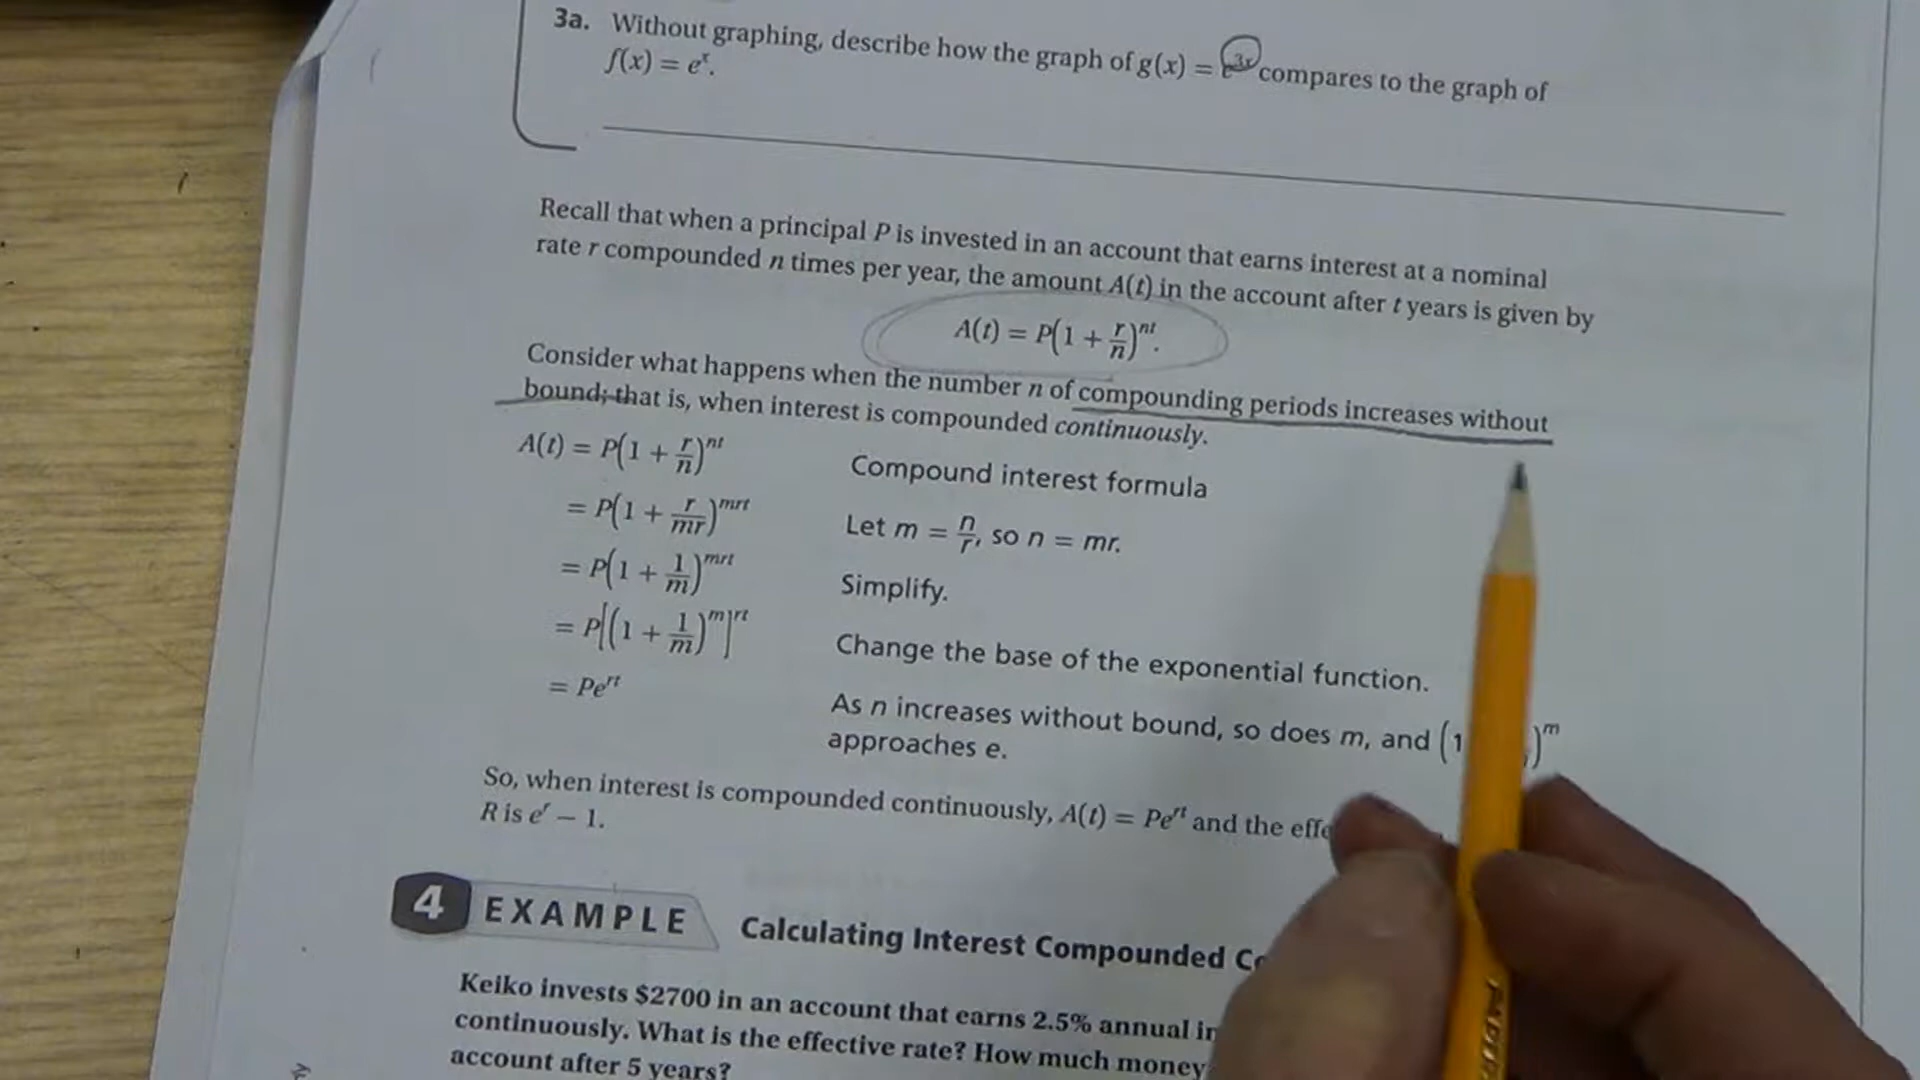 3a. Without graphing, describe how the graph of g(x) = e^3x compares to the graph of
f(x) = e^x.
Recall that when a principal P is invested in an account that earns interest at a nominal
rate r compounded n times per year, the amount A(t) in the account after t years is given by
A(t) = P(1 + r/n)^nt.
Consider what happens when the number n of compounding periods increases without
bound; that is, when interest is compounded continuously.
A(t) = P(1 + r/n)^nt Compound interest formula
= P(1 + r/mr)^mrt Let m = n/r, so n = mr.
= P(1 + 1/m)^mrt Simplify.
= P[(1 + 1/m)^m]^rt Change the base of the exponential function.
= Pe^rt As n increases without bound, so does m, and (1 )^m
approaches e.
So, when interest is compounded continuously, A(t) = Pe^rt and the
R is e^r − 1.
4 EXAMPLE Calculating Interest Compounded
Keiko invests $2700 in an account that earns 2.5% annual
continuously. What is the effective rate? How much money
account after 5 years?